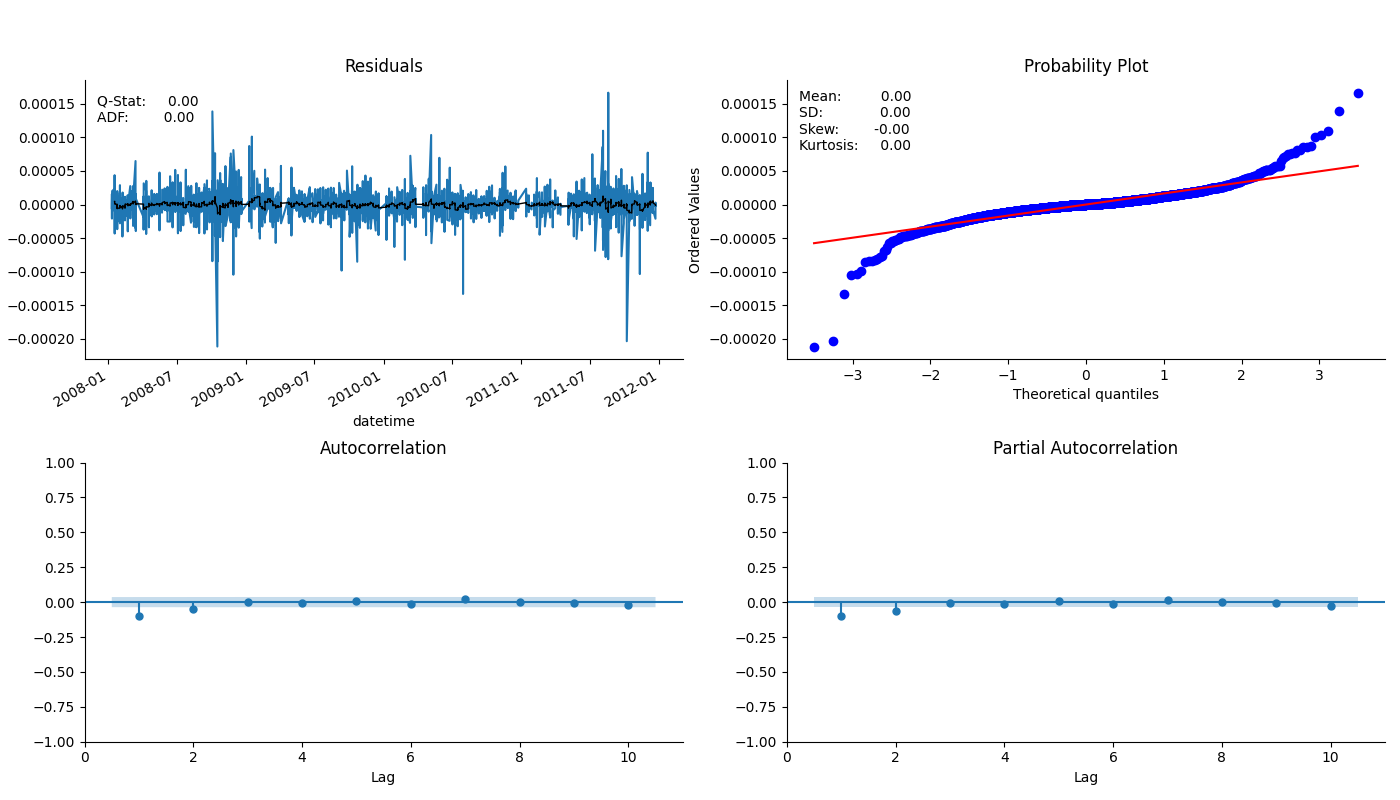 Residuals
Q-Stat: 0.00
ADF: 0.00
0.00015
0.00010
0.00005
0.00000
−0.00005
−0.00010
−0.00015
−0.00020
2008-01
2008-07
2009-01
2009-07
2010-01
2010-07
2011-01
2011-07
2012-01
datetime
Probability Plot
Mean: 0.00
SD: 0.00
Skew: -0.00
Kurtosis: 0.00
Ordered Values
0.00015
0.00010
0.00005
0.00000
−0.00005
−0.00010
−0.00015
−0.00020
−3 −2 −1 0 1 2 3
Theoretical quantiles
Autocorrelation
1.00
0.75
0.50
0.25
0.00
−0.25
−0.50
−0.75
−1.00
0 2 4 6 8 10
Lag
Partial Autocorrelation
1.00
0.75
0.50
0.25
0.00
−0.25
−0.50
−0.75
−1.00
0 2 4 6 8 10
Lag